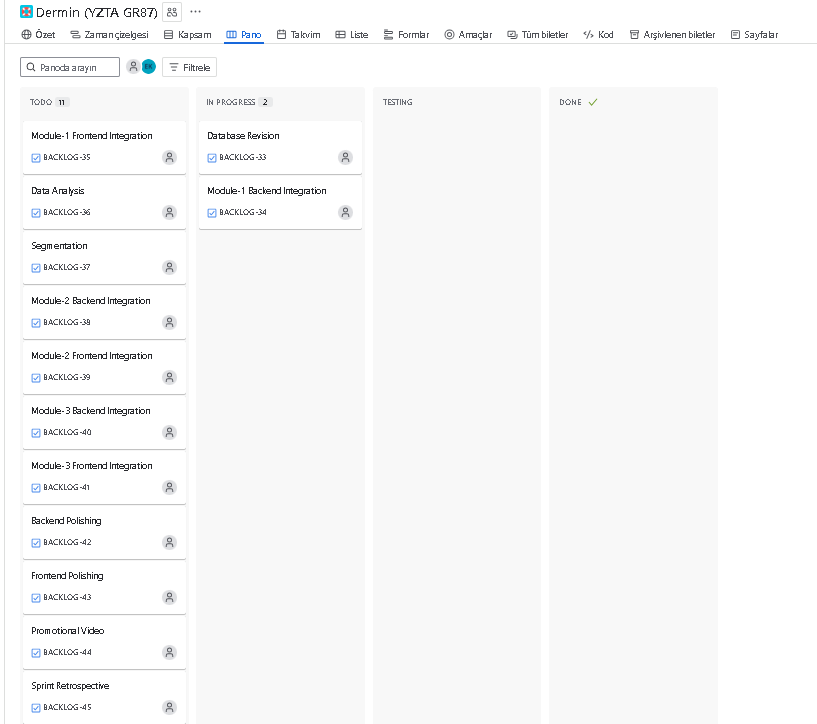 Dermin (YZTA GR87)
Özet Zaman çizelgesi Kapsam Pano Takvim Liste Formlar Amaçlar Tüm biletler Kod Arşivlenen biletler Sayfalar
Panoda arayın Filtrele
TODO 11
Module-1 Frontend Integration
BACKLOG-35
Data Analysis
BACKLOG-36
Segmentation
BACKLOG-37
Module-2 Backend Integration
BACKLOG-38
Module-2 Frontend Integration
BACKLOG-39
Module-3 Backend Integration
BACKLOG-40
Module-3 Frontend Integration
BACKLOG-41
Backend Polishing
BACKLOG-42
Frontend Polishing
BACKLOG-43
Promotional Video
BACKLOG-44
Sprint Retrospective
BACKLOG-45
IN PROGRESS 2
Database Revision
BACKLOG-33
Module-1 Backend Integration
BACKLOG-34
TESTING
DONE